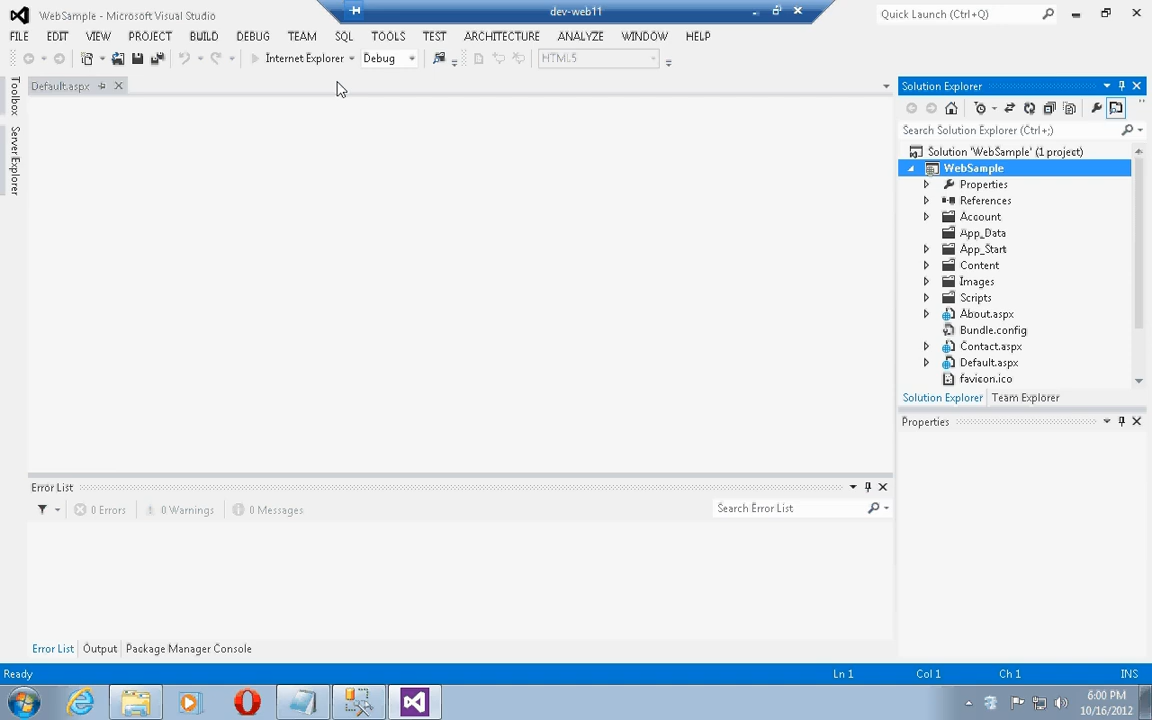 WebSample - Microsoft Visual Studio
dev-web11
Quick Launch (Ctrl+Q)
FILE EDIT VIEW PROJECT BUILD DEBUG TEAM SQL TOOLS TEST ARCHITECTURE ANALYZE WINDOW HELP
Internet Explorer Debug HTML5
Toolbox
Server Explorer
Default.aspx
Solution Explorer
Search Solution Explorer (Ctrl+;)
Solution 'WebSample' (1 project)
WebSample
Properties
References
Account
App_Data
App_Start
Content
Images
Scripts
About.aspx
Bundle.config
Contact.aspx
Default.aspx
favicon.ico
Solution Explorer Team Explorer
Properties
Error List
0 Errors 0 Warnings 0 Messages Search Error List
Error List Output Package Manager Console
Ready Ln 1 Col 1 Ch 1 INS
6:00 PM
10/16/2012